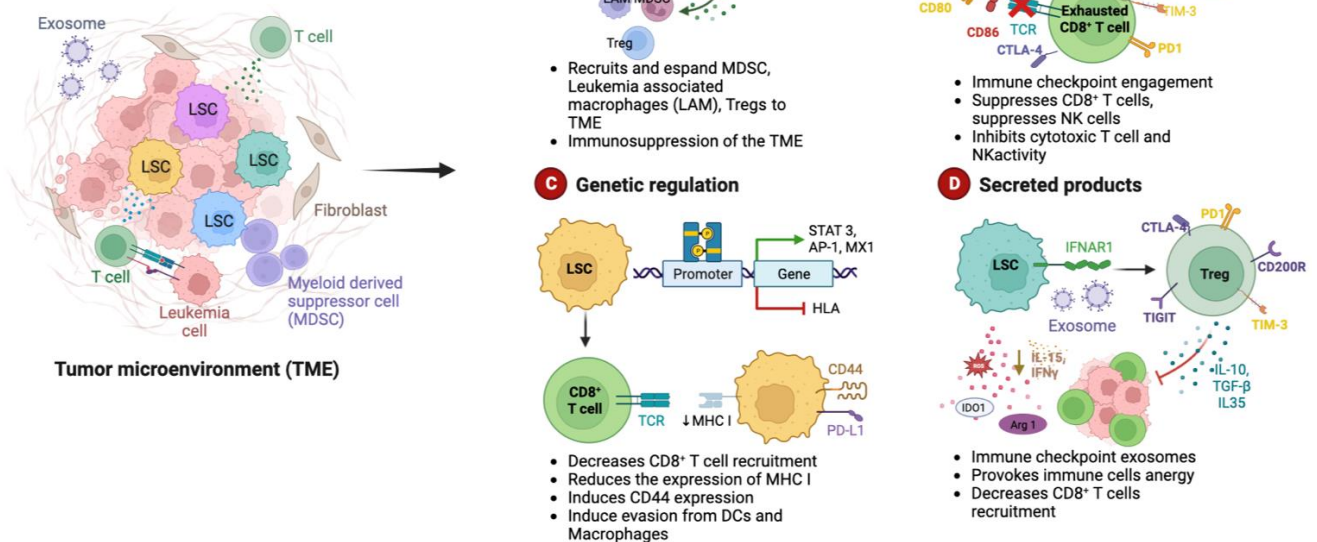 Exosome
T cell
LSC
LSC
LSC
LSC
Fibroblast
T cell
Leukemia
cell
Myeloid derived
suppressor cell
(MDSC)
Tumor microenvironment (TME)
LAM MDSC
Treg
• Recruits and espand MDSC,
Leukemia associated
macrophages (LAM), Tregs to
TME
• Immunosuppression of the TME
CD80
CD86
TCR
CTLA-4
Exhausted
CD8⁺ T cell
TIM-3
PD1
• Immune checkpoint engagement
• Suppresses CD8⁺ T cells,
suppresses NK cells
• Inhibits cytotoxic T cell and
NKactivity
C Genetic regulation
LSC
P
P
Promoter
Gene
STAT 3,
AP-1, MX1
HLA
CD8⁺
T cell
TCR
↓MHC I
CD44
PD-L1
• Decreases CD8⁺ T cell recruitment
• Reduces the expression of MHC I
• Induces CD44 expression
• Induce evasion from DCs and
Macrophages
D Secreted products
LSC
IFNAR1
Exosome
CTLA-4
PD1
Treg
CD200R
TIGIT
TIM-3
IL-15,
IFNγ
IDO1
Arg 1
IL-10,
TGF-β
IL35
• Immune checkpoint exosomes
• Provokes immune cells anergy
• Decreases CD8⁺ T cells
recruitment